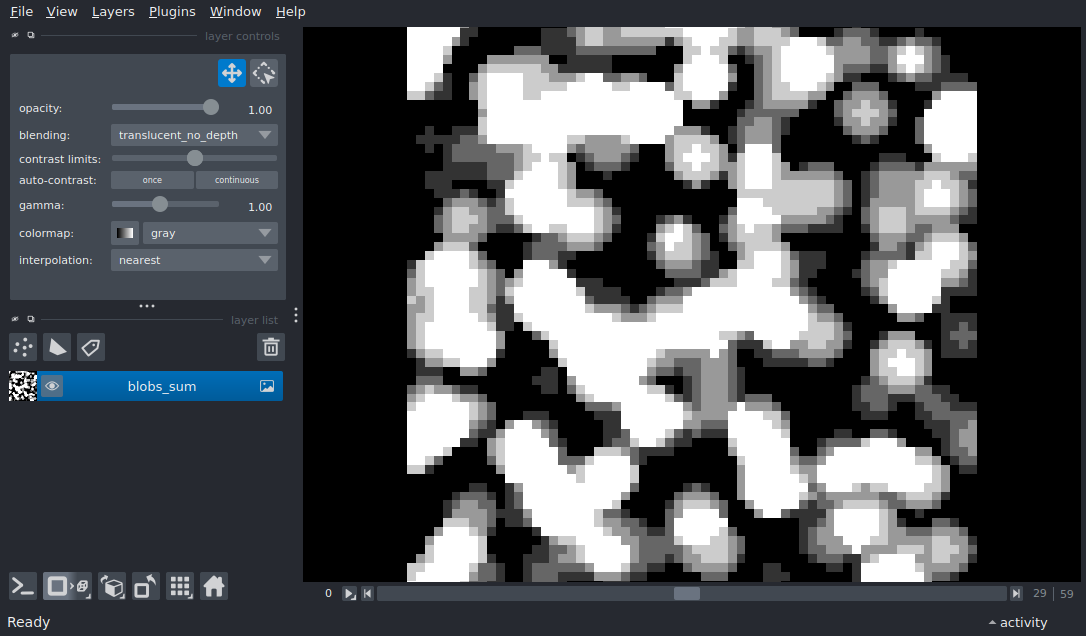 File View Layers Plugins Window Help
layer controls
opacity: 1.00
blending: translucent_no_depth
contrast limits:
auto-contrast: once continuous
gamma: 1.00
colormap: gray
interpolation: nearest
layer list
blobs_sum
0 29 59
Ready activity